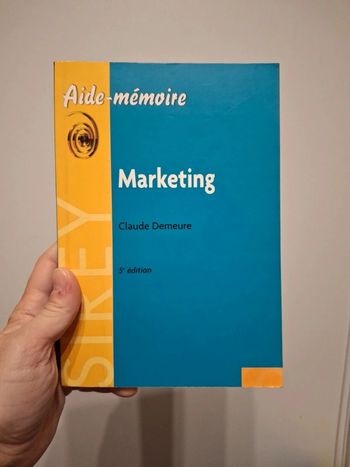 Aide-mémoire
Marketing
Claude Demeure
5e édition
SIREY